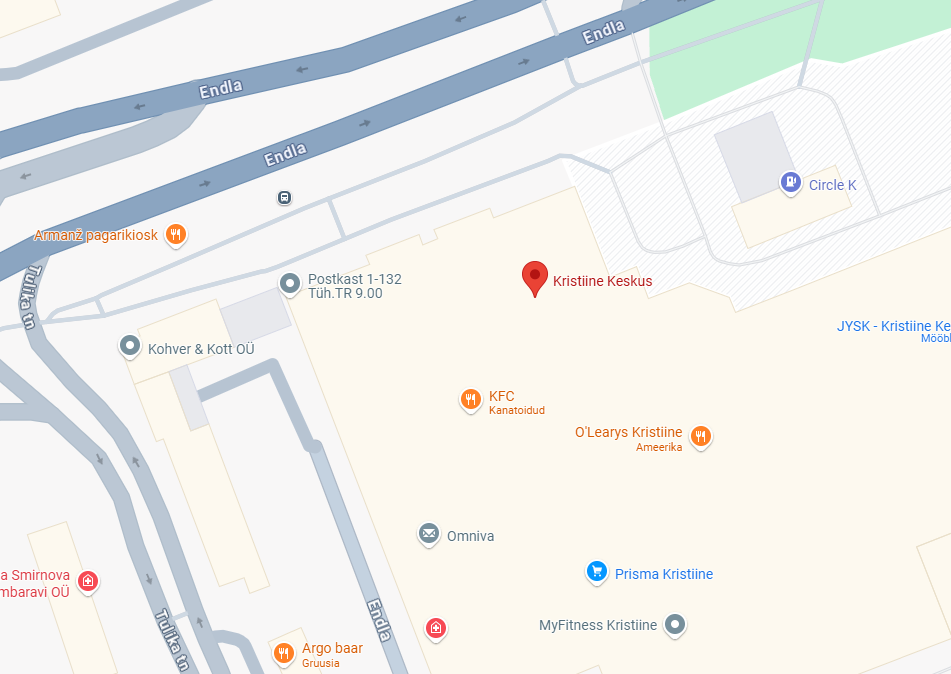 Endla
Endla
Endla
Circle K
Armanž pagarikiosk
Tulika tn
Postkast 1-132
Tüh.TR 9.00
Kristiine Keskus
JYSK - Kristiine Ke
Mööbl
Kohver & Kott OÜ
KFC
Kanatoidud
O'Learys Kristiine
Ameerika
Omniva
a Smirnova
mbaravi OÜ
Prisma Kristiine
MyFitness Kristiine
Endla
Tulika tn
Argo baar
Gruusia